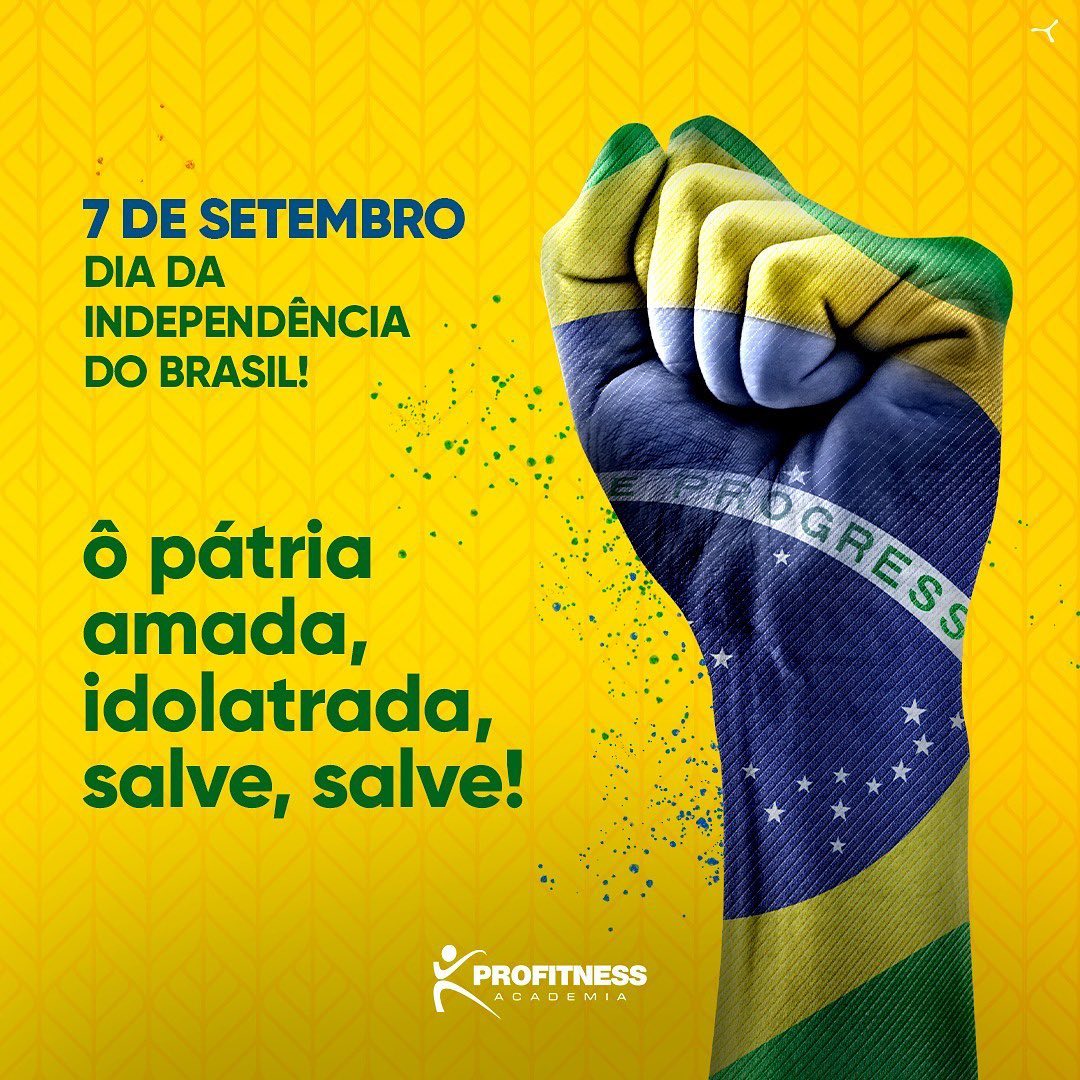 7 DE SETEMBRO
DIA DA
INDEPENDÊNCIA
DO BRASIL!
ô pátria
amada,
idolatrada,
salve, salve!
E PROGRESS
PROFITNESS
ACADEMIA